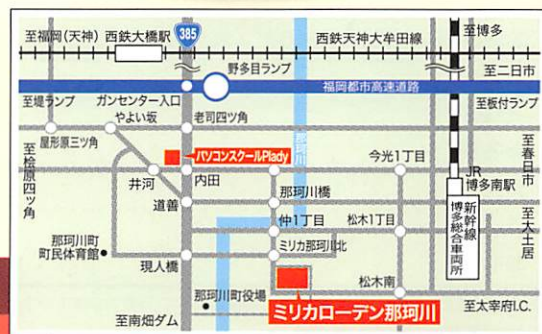 至福岡(天神)
西鉄大橋駅
385
西鉄天神大牟田線
至博多
野多目ランプ
至二日市
福岡都市高速道路
至堤ランプ
ガンセンター入口
至板付ランプ
やよい坂
老司四ツ角
屋形原三ツ角
那珂川
至春日市
至桧原四ツ角
パソコンスクールPlady
今光1丁目
JR
博多南駅
井河
内田
新幹線
博多総合車両所
道善
那珂川橋
至大土居
仲1丁目
松木1丁目
那珂川町
町民体育館
ミリカ那珂川北
現人橋
那珂川町役場
松木南
ミリカローデン那珂川
至南畑ダム
至太宰府I.C.